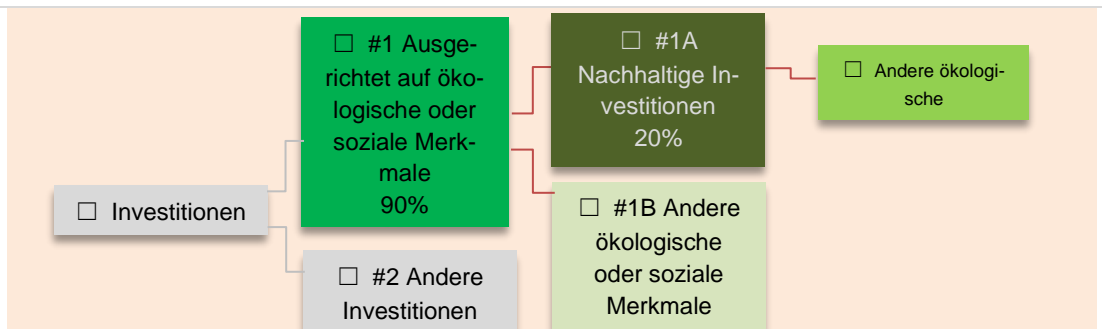 ☐ #1 Ausge-
richtet auf öko-
logische oder
soziale Merk-
male
90%
☐ #1A
Nachhaltige In-
vestitionen
20%
☐ Andere ökologi-
sche
☐ Investitionen
☐ #1B Andere
ökologische
oder soziale
Merkmale
☐ #2 Andere
Investitionen